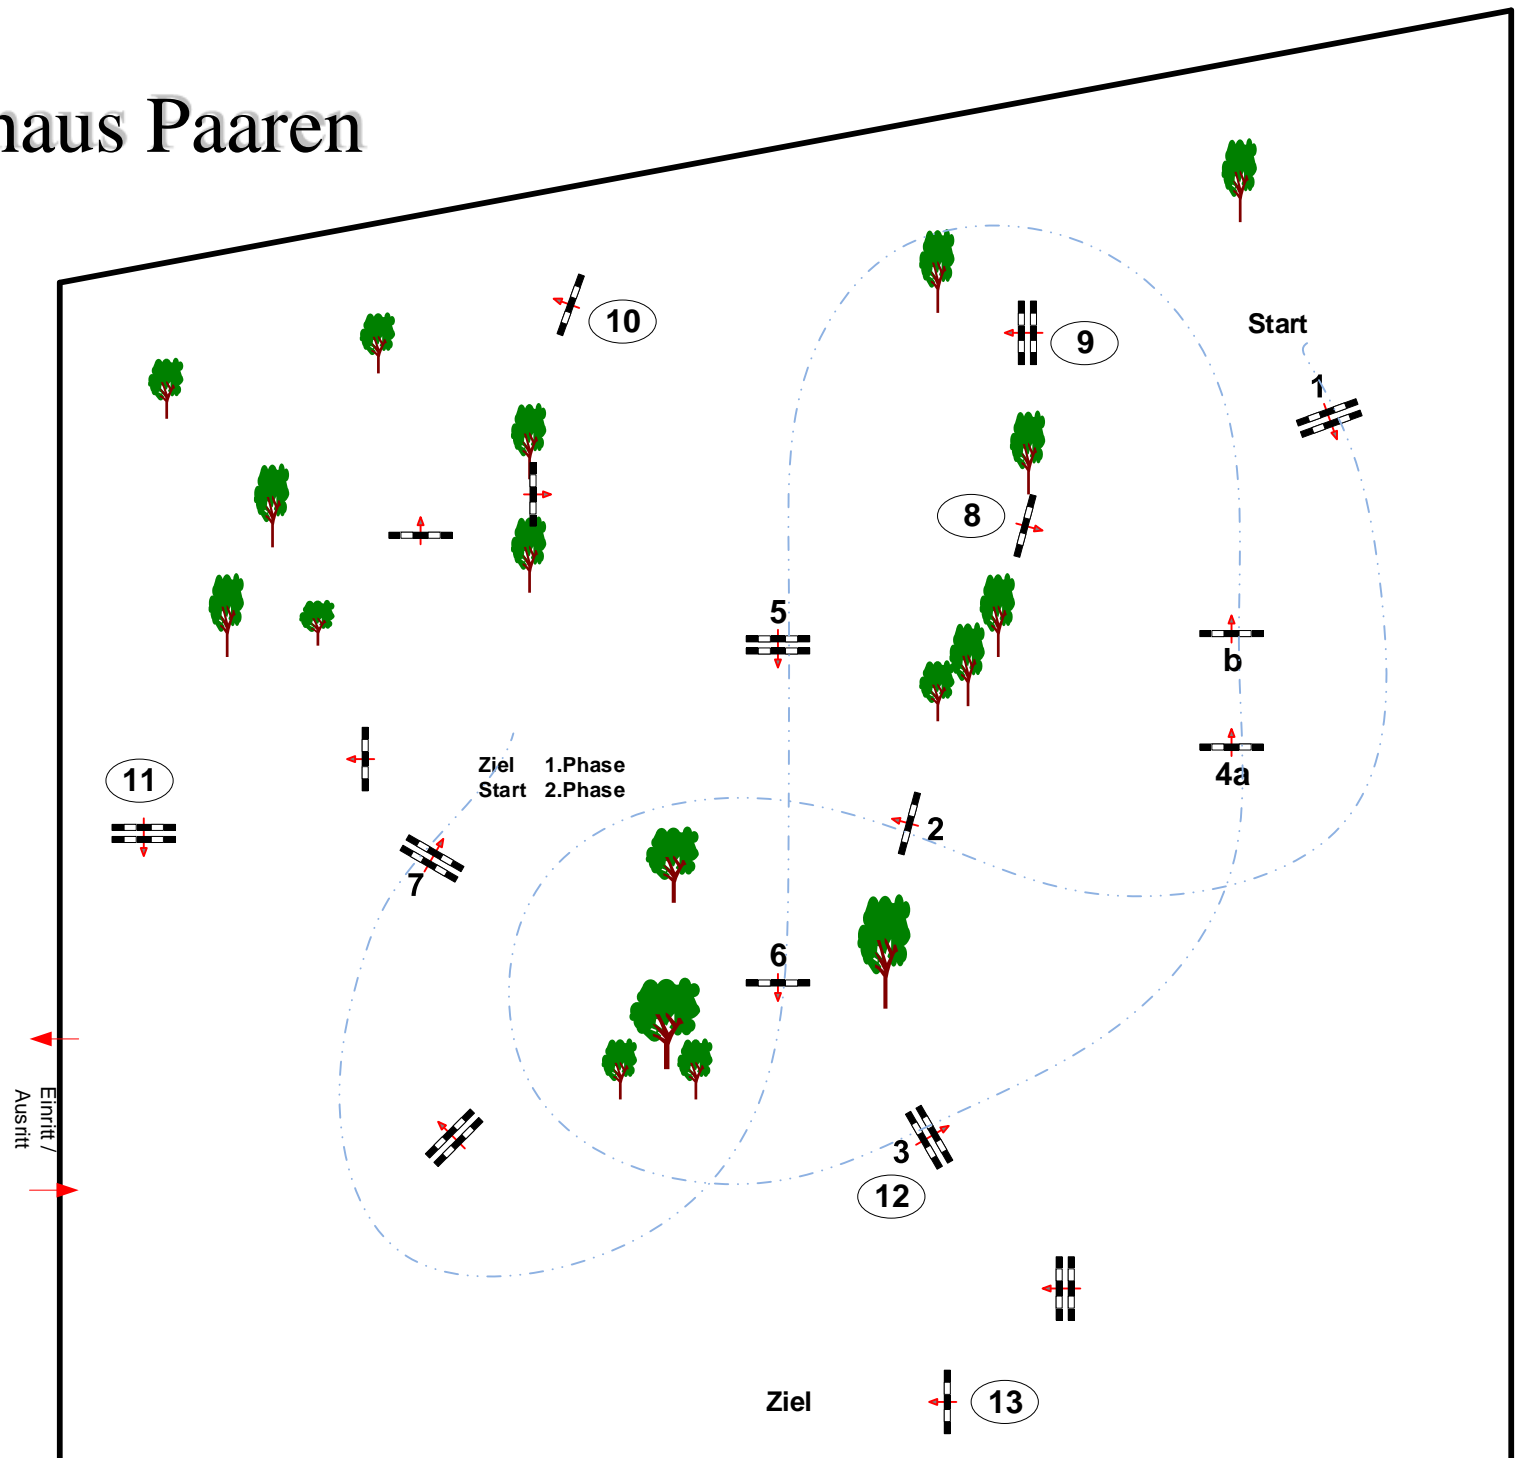 haus Paaren
10
9
Start
1
8
5
b
4a
11
Ziel 1.Phase
Start 2.Phase
2
7
6
Einritt /
Ausritt
3
12
Ziel
13